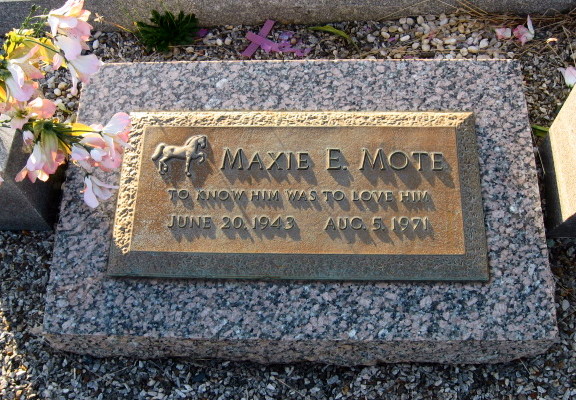 MAXIE E. MOTE
TO KNOW HIM WAS TO LOVE HIM
JUNE 20, 1943 AUG. 5, 1971